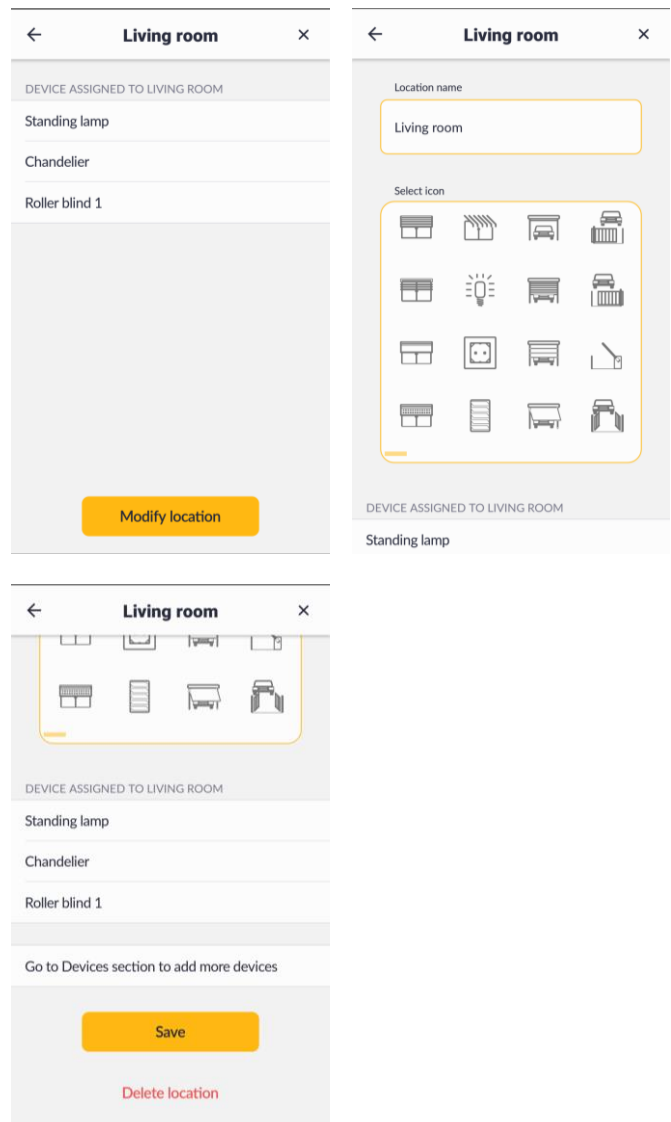 Living room
DEVICE ASSIGNED TO LIVING ROOM
Standing lamp
Chandelier
Roller blind 1
Modify location
Living room
Location name
Living room
Select icon
DEVICE ASSIGNED TO LIVING ROOM
Standing lamp
Living room
DEVICE ASSIGNED TO LIVING ROOM
Standing lamp
Chandelier
Roller blind 1
Go to Devices section to add more devices
Save
Delete location